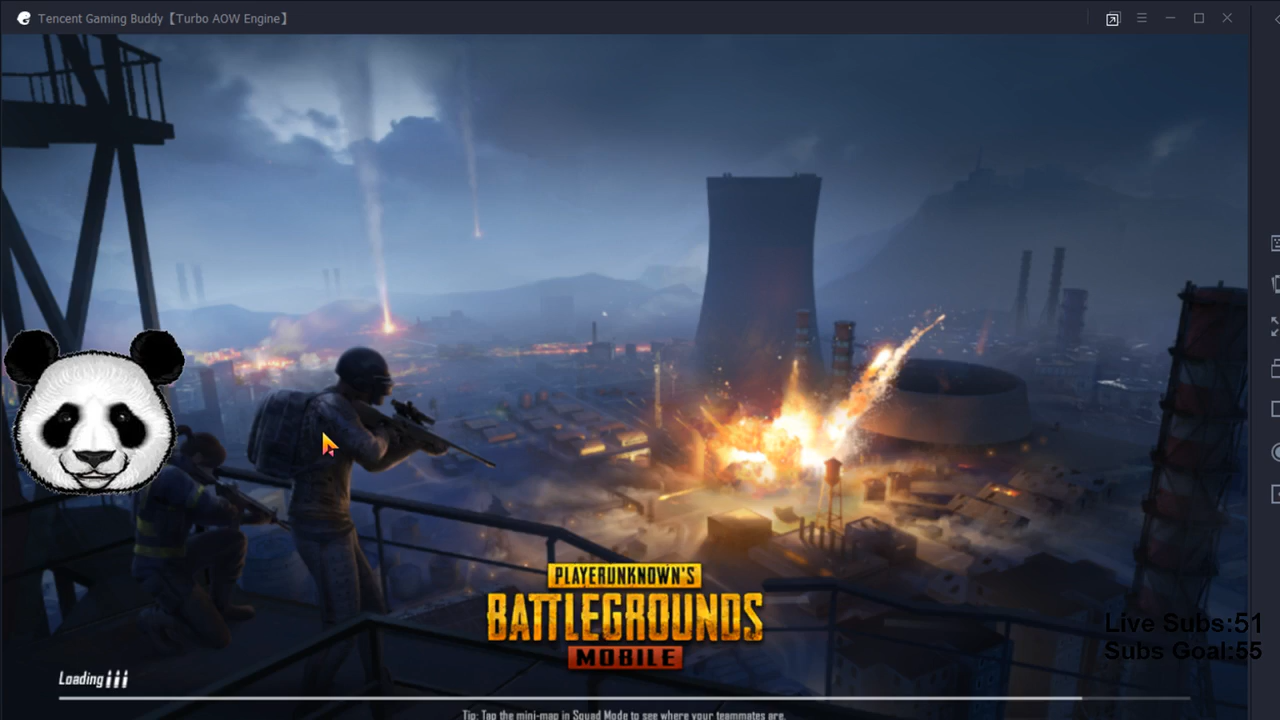 Tencent Gaming Buddy【Turbo AOW Engine】
PLAYERUNKNOWN'S
BATTLEGROUNDS
MOBILE
Live Subs:51
Subs Goal:55
Loading
Tip: Tap the mini-map in Squad Mode to see where your teammates are.